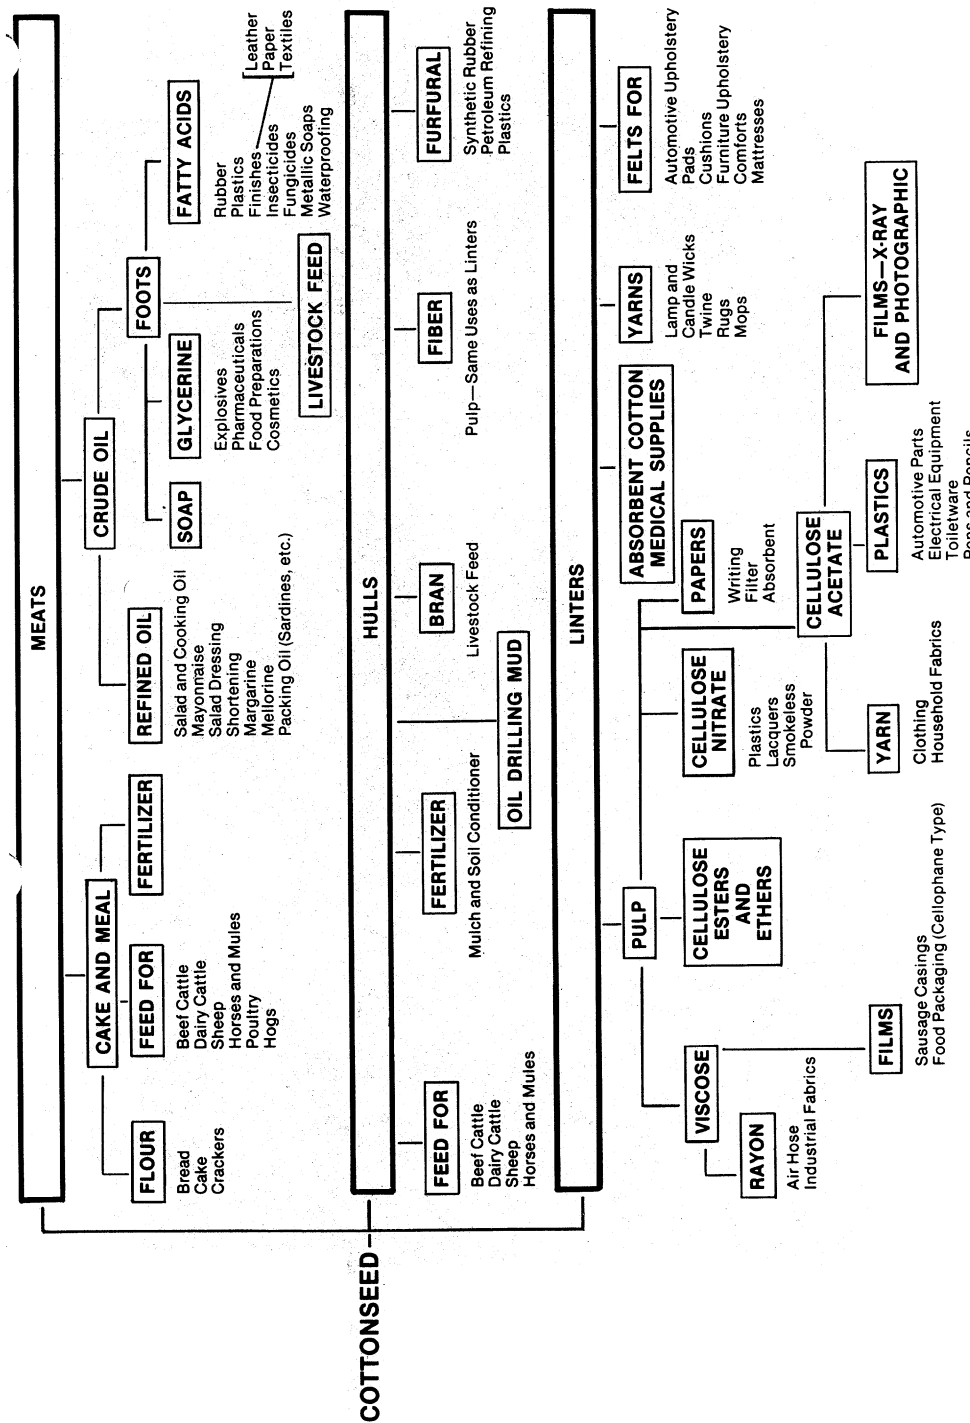 COTTONSEED
MEATS
CAKE AND MEAL
FLOUR
Bread
Cake
Crackers
FEED FOR
Beef Cattle
Dairy Cattle
Sheep
Horses and Mules
Poultry
Hogs
FERTILIZER
CRUDE OIL
REFINED OIL
Salad and Cooking Oil
Mayonnaise
Salad Dressing
Shortening
Margarine
Mellorine
Packing Oil (Sardines, etc.)
SOAP
GLYCERINE
Explosives
Pharmaceuticals
Food Preparations
Cosmetics
FOOTS
LIVESTOCK FEED
FATTY ACIDS
Rubber
Plastics
Finishes
Insecticides
Fungicides
Metallic Soaps
Waterproofing
Leather
Paper
Textiles
HULLS
FEED FOR
Beef Cattle
Dairy Cattle
Sheep
Horses and Mules
FERTILIZER
Mulch and Soil Conditioner
OIL DRILLING MUD
BRAN
Livestock Feed
FIBER
Pulp—Same Uses as Linters
FURFURAL
Synthetic Rubber
Petroleum Refining
Plastics
LINTERS
PULP
VISCOSE
RAYON
Air Hose
Industrial Fabrics
FILMS
Sausage Casings
Food Packaging (Cellophane Type)
CELLULOSE
ESTERS
AND
ETHERS
CELLULOSE
NITRATE
Plastics
Lacquers
Smokeless
Powder
PAPERS
Writing
Filter
Absorbent
CELLULOSE
ACETATE
YARN
Clothing
Household Fabrics
PLASTICS
Automotive Parts
Electrical Equipment
Toiletware
Pens and Pencils
FILMS—X-RAY
AND PHOTOGRAPHIC
ABSORBENT COTTON
MEDICAL SUPPLIES
YARNS
Lamp and
Candle Wicks
Twine
Rugs
Mops
FELTS FOR
Automotive Upholstery
Pads
Cushions
Furniture Upholstery
Comforts
Mattresses